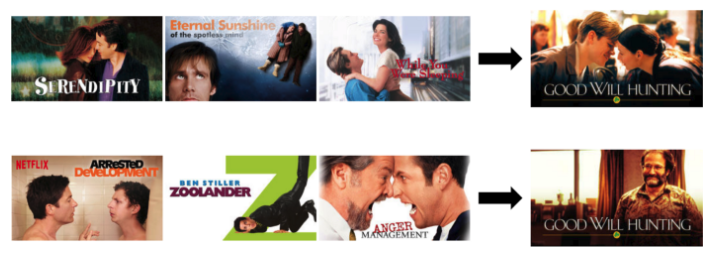 SERENDIPITY
Eternal Sunshine
of the spotless mind
While You
Were Sleeping
GOOD WILL HUNTING
NETFLIX
ARReSTeD
DeVeLOPMeNT
BEN STILLER
ZOOLANDER
ANGER
MANAGEMENT
GOOD WILL HUNTING